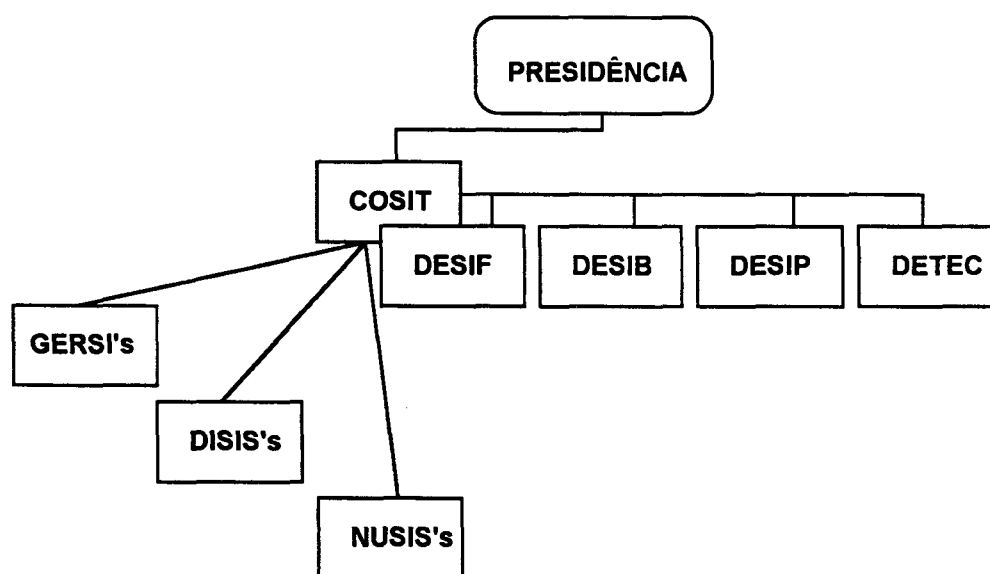 PRESIDÊNCIA
COSIT
DESIF
DESIB
DESIP
DETEC
GERSI's
DISIS's
NUSIS's